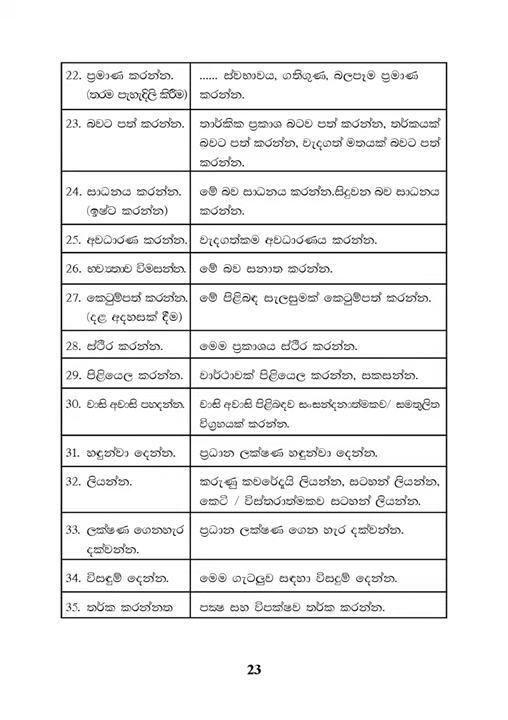 22. ප්‍රමාණ කරන්න. ...... ස්වභාවය, ගතිගුණ, බලපෑම ප්‍රමාණ
(තරම පැහැදිලි කිරීම) කරන්න.
23. බවට පත් කරන්න. තාර්කික ප්‍රකාශ බටව පත් කරන්න, තර්කයක්
බවට පත් කරන්න, වැදගත් මතයක් බවට පත්
කරන්න.
24. සාධනය කරන්න. මේ බව සාධනය කරන්න.සිදුවන බව සාධනය
(ඉෂ්ට කරන්න) කරන්න.
25. අවධාරණ කරන්න. වැදගත්කම අවධාරණය කරන්න.
26. භව්‍යතාව විමසන්න. මේ බව සනාත කරන්න.
27. කෙටුම්පත් කරන්න. මේ පිළිබඳ සැලසුමක් කෙටුම්පත් කරන්න.
(දළ අදහසක් දීම)
28. ස්ථිර කරන්න. මෙම ප්‍රකාශය ස්ථිර කරන්න.
29. පිළියෙල කරන්න. වාර්ථාවක් පිළියෙල කරන්න, සකසන්න.
30. වාසි අවාසි පහදන්න. වාසි අවාසි පිළිබඳව සංසන්දනාත්මකව/ සමතුලිත
විග්‍රහයක් කරන්න.
31. හඳුන්වා දෙන්න. ප්‍රධාන ලක්ෂණ හඳුන්වා දෙන්න.
32. ලියන්න. කරුණු කවරේදැයි ලියන්න, සටහන් ලියන්න,
කෙටි / විස්තරාත්මකව සටහන් ලියන්න.
33. ලක්ෂණ ගෙනහැර ප්‍රධාන ලක්ෂණ ගෙන හැර දක්වන්න.
දක්වන්න.
34. විසඳුම් දෙන්න. මෙම ගැටලුව සඳහා විසඳුම් දෙන්න.
35. තර්ක කරන්නත පක්‍ෂ සහ විපක්ෂව තර්ක කරන්න.
23